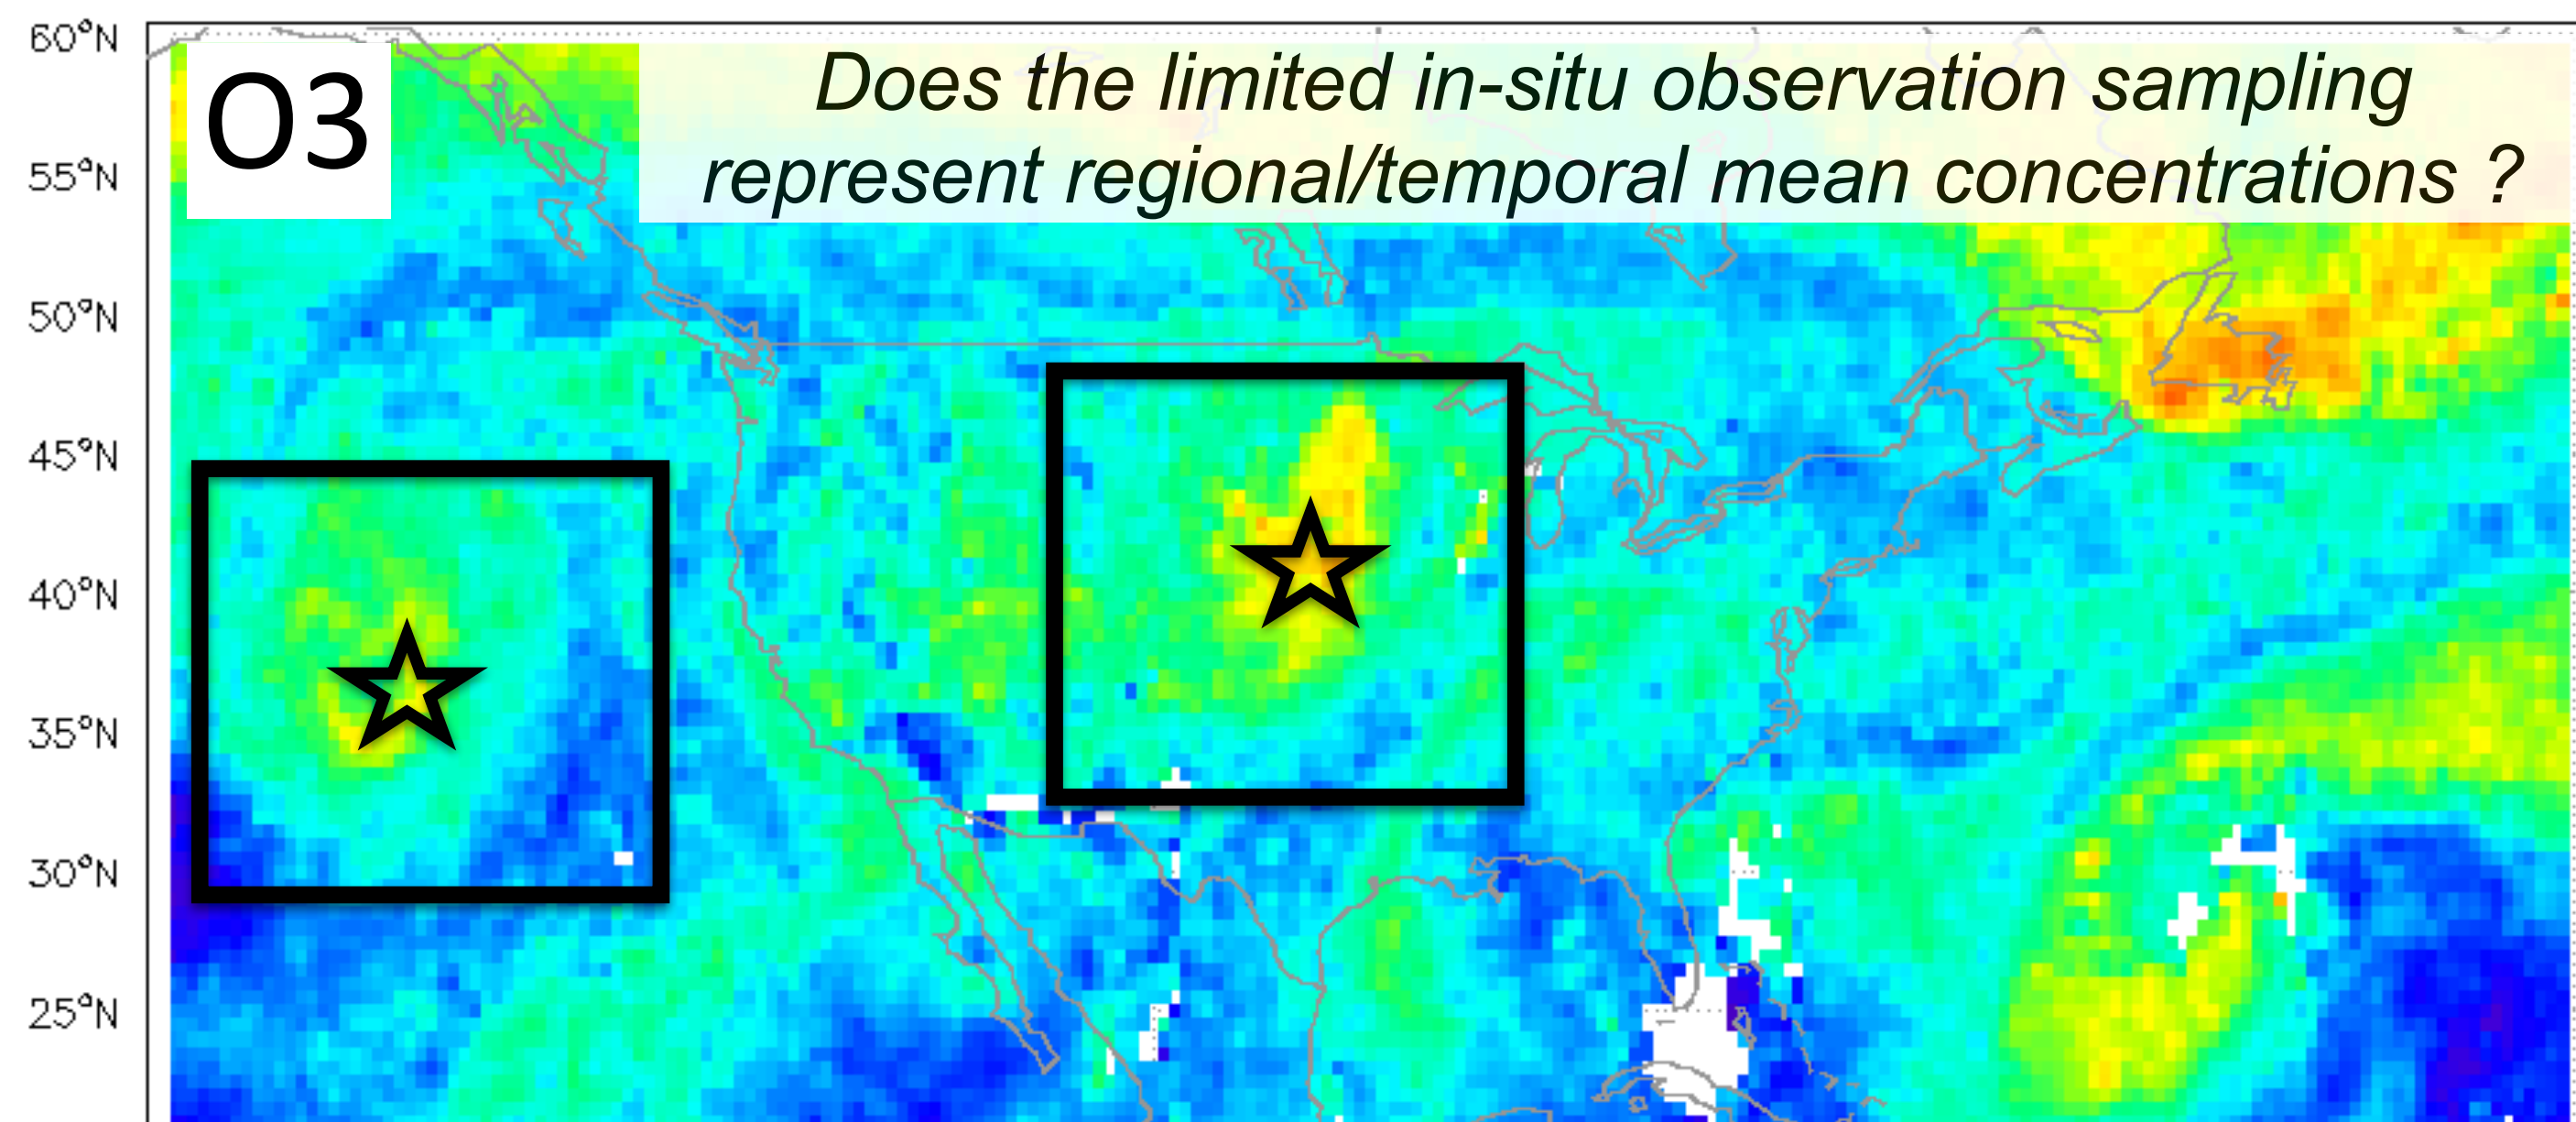 60°N
O3
Does the limited in-situ observation sampling
represent regional/temporal mean concentrations ?
55°N
50°N
45°N
40°N
35°N
30°N
25°N